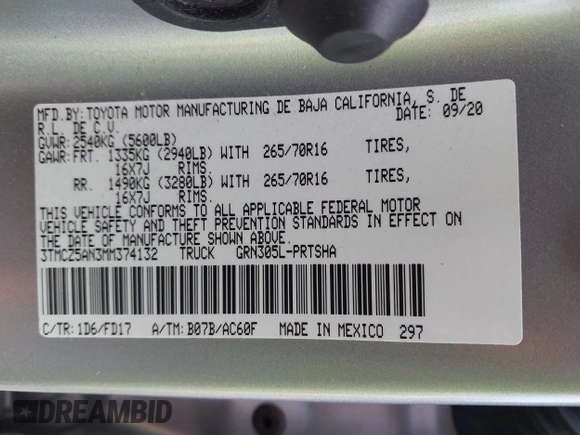 MFD.BY: TOYOTA MOTOR MANUFACTURING DE BAJA CALIFORNIA, S. DE
R.L. DE C.V. DATE: 09/20
GVWR: 2540KG (5600LB)
GAWR: FRT. 1335KG (2940LB) WITH 265/70R16 TIRES,
16X7J RIMS.
RR. 1490KG (3280LB) WITH 265/70R16 TIRES,
16X7J RIMS.
THIS VEHICLE CONFORMS TO ALL APPLICABLE FEDERAL MOTOR
VEHICLE SAFETY AND THEFT PREVENTION STANDARDS IN EFFECT ON
THE DATE OF MANUFACTURE SHOWN ABOVE.
3TMCZ5AN3MM374132 TRUCK GRN305L-PRTSHA
C/TR: 1D6/FD17 A/TM: B07B/AC60F MADE IN MEXICO 297
DREAMBID